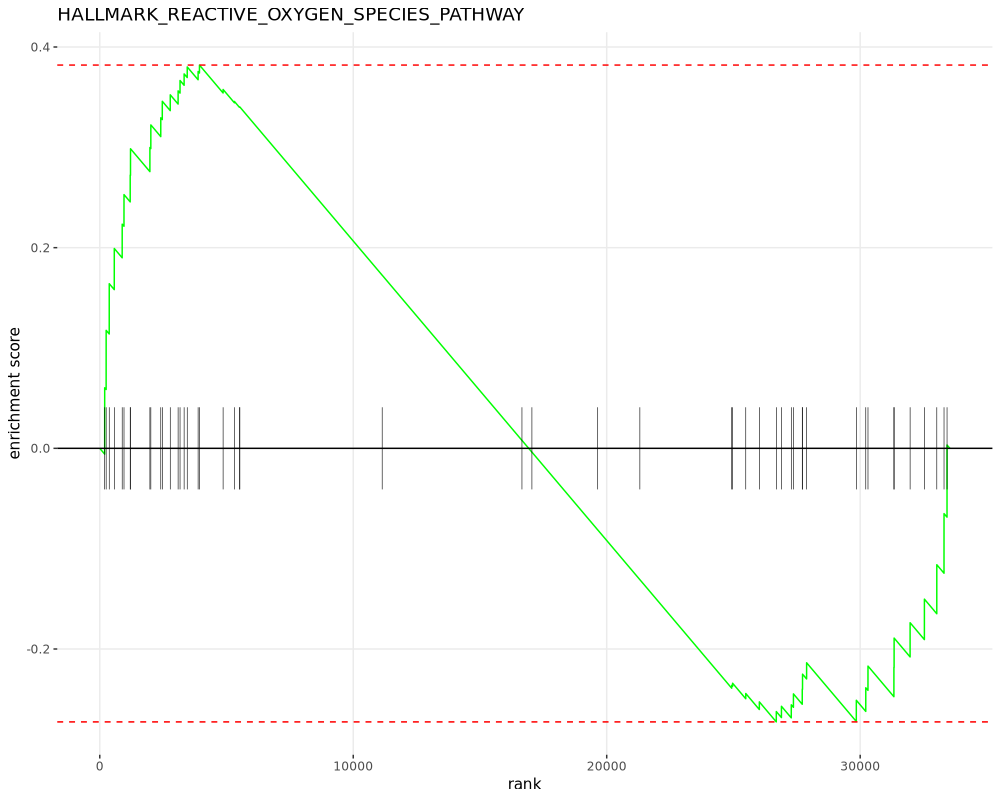 HALLMARK_REACTIVE_OXYGEN_SPECIES_PATHWAY
0.4
0.2
0.0
-0.2
enrichment score
0 10000 20000 30000
rank